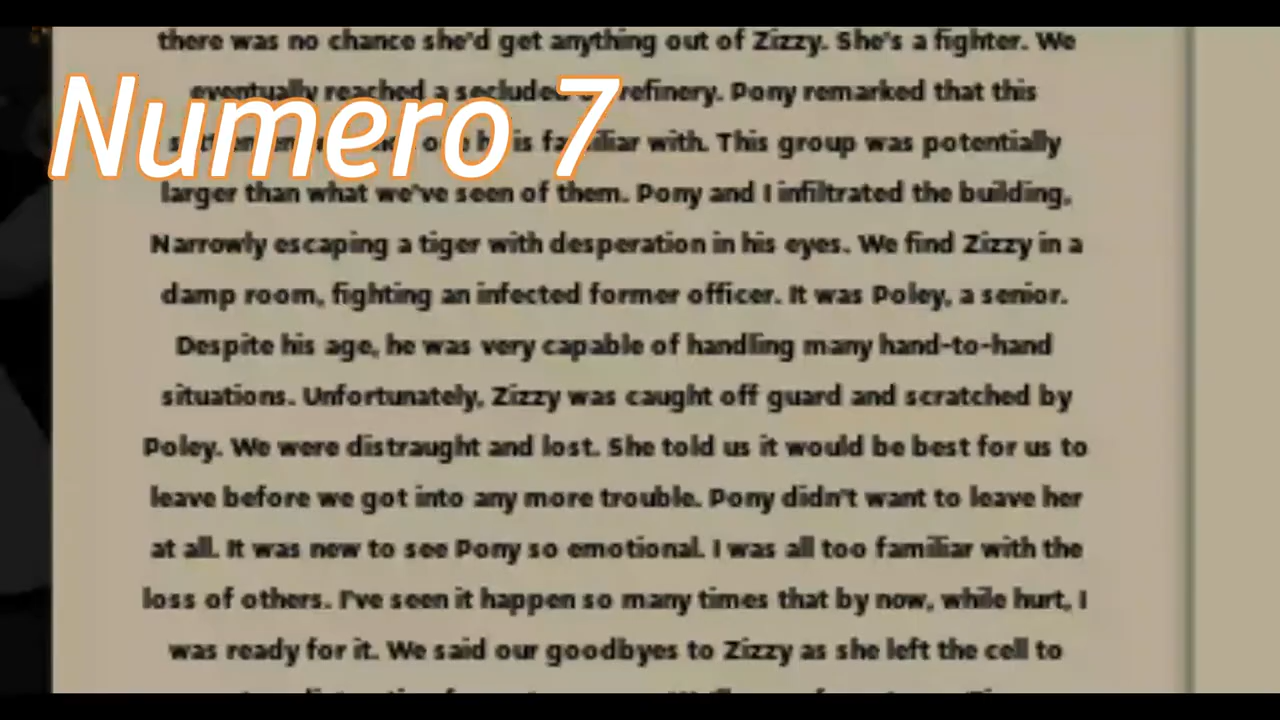 there was no chance she'd get anything out of Zizzy. She's a fighter. We
Numero 7
eventually reached a secluded refinery. Pony remarked that this
is familiar with. This group was potentially
larger than what we've seen of them. Pony and I infiltrated the building,
Narrowly escaping a tiger with desperation in his eyes. We find Zizzy in a
damp room, fighting an infected former officer. It was Poley, a senior.
Despite his age, he was very capable of handling many hand-to-hand
situations. Unfortunately, Zizzy was caught off guard and scratched by
Poley. We were distraught and lost. She told us it would be best for us to
leave before we got into any more trouble. Pony didn't want to leave her
at all. It was new to see Pony so emotional. I was all too familiar with the
loss of others. I've seen it happen so many times that by now, while hurt, I
was ready for it. We said our goodbyes to Zizzy as she left the cell to